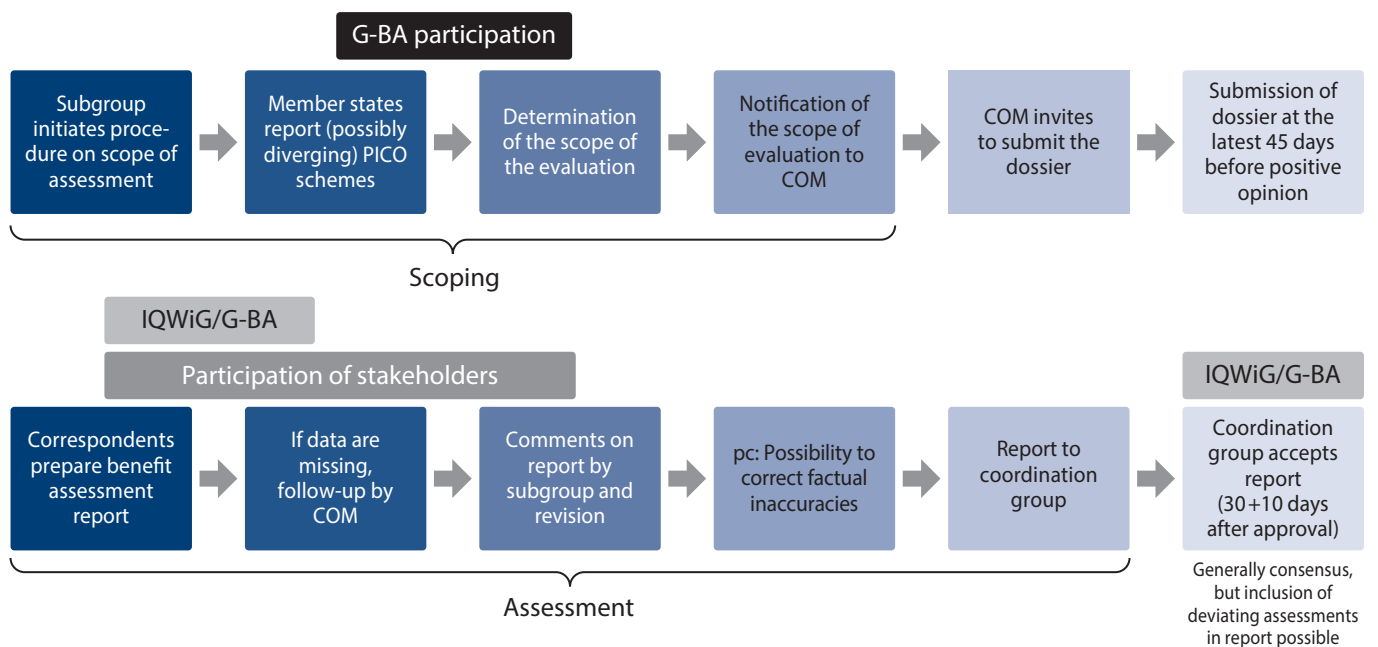 G-BA participation
Subgroup
initiates proce-
dure on scope of
assessment
Member states
report (possibly
diverging) PICO
schemes
Determination
of the scope of
the evaluation
Notification of
the scope of
evaluation to
COM
COM invites
to submit the
dossier
Submission of
dossier at the
latest 45 days
before positive
opinion
Scoping
IQWiG/G-BA
Participation of stakeholders
IQWiG/G-BA
Correspondents
prepare benefit
assessment
report
If data are
missing,
follow-up by
COM
Comments on
report by
subgroup and
revision
pc: Possibility to
correct factual
inaccuracies
Report to
coordination
group
Coordination
group accepts
report
(30+10 days
after approval)
Assessment
Generally consensus,
but inclusion of
deviating assessments
in report possible